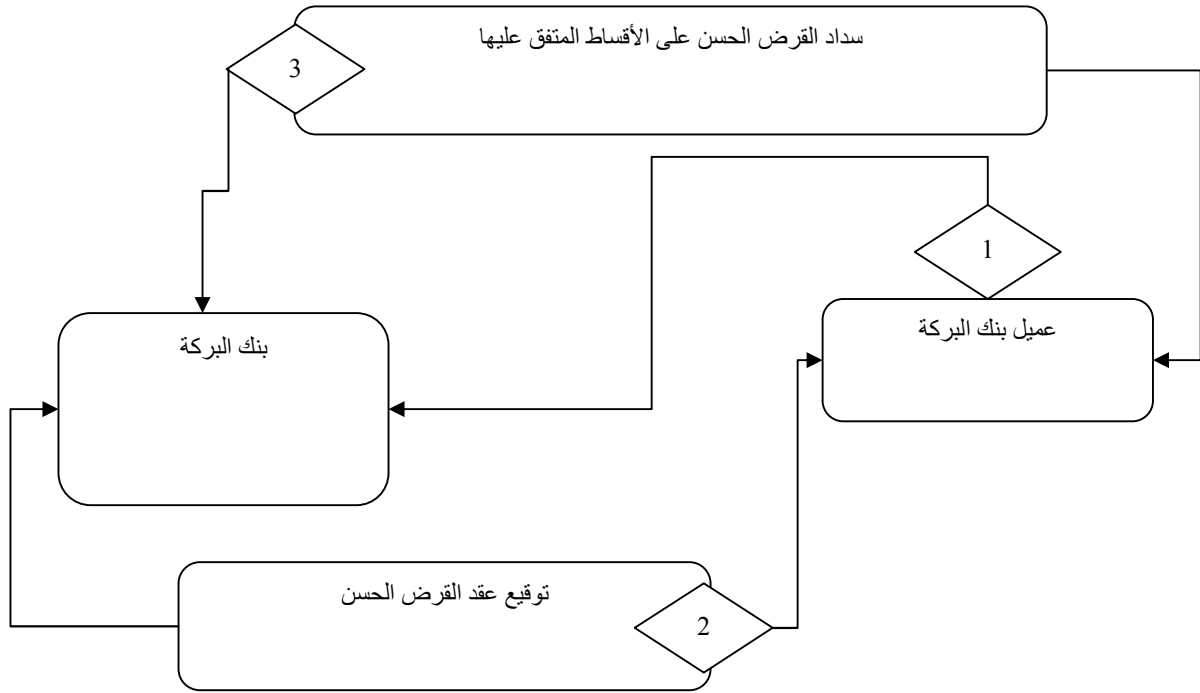 سداد القرض الحسن على الأقساط المتفق عليها
3
1
عميل بنك البركة
بنك البركة
توقيع عقد القرض الحسن
2